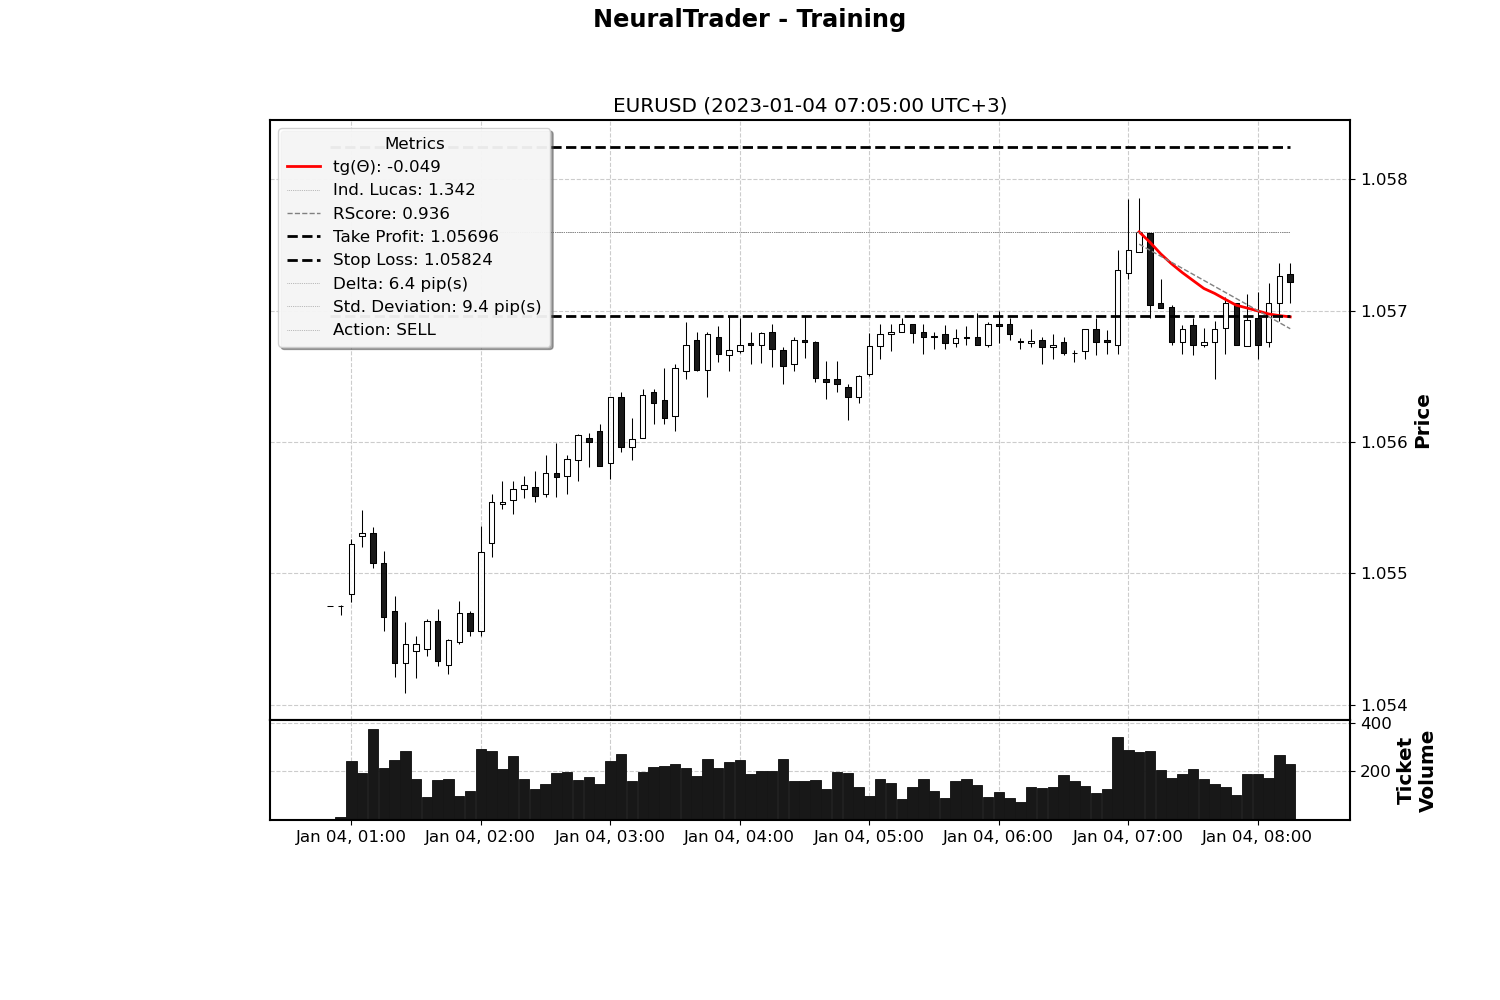 NeuralTrader - Training
EURUSD (2023-01-04 07:05:00 UTC+3)
Metrics
tg(Θ): -0.049
Ind. Lucas: 1.342
RScore: 0.936
Take Profit: 1.05696
Stop Loss: 1.05824
Delta: 6.4 pip(s)
Std. Deviation: 9.4 pip(s)
Action: SELL
1.058
1.057
1.056
1.055
1.054
Price
400
200
Ticket
Volume
Jan 04, 01:00
Jan 04, 02:00
Jan 04, 03:00
Jan 04, 04:00
Jan 04, 05:00
Jan 04, 06:00
Jan 04, 07:00
Jan 04, 08:00